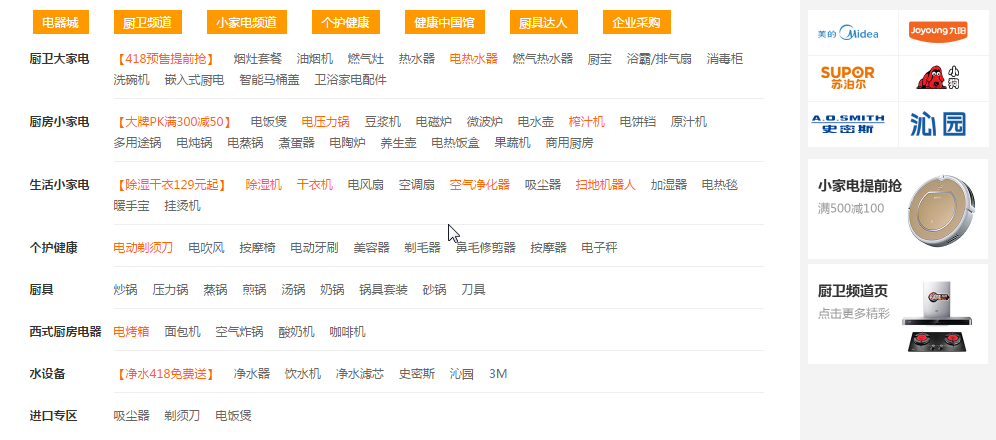 电器城 厨卫频道 小家电频道 个护健康 健康中国馆 厨具达人 企业采购
厨卫大家电 【418预售提前抢】 烟灶套餐 油烟机 燃气灶 热水器 电热水器 燃气热水器 厨宝 浴霸/排气扇 消毒柜
洗碗机 嵌入式厨电 智能马桶盖 卫浴家电配件
厨房小家电 【大牌PK满300减50】 电饭煲 电压力锅 豆浆机 电磁炉 微波炉 电水壶 榨汁机 电饼铛 原汁机
多用途锅 电炖锅 电蒸锅 煮蛋器 电陶炉 养生壶 电热饭盒 果蔬机 商用厨房
生活小家电 【除湿干衣129元起】 除湿机 干衣机 电风扇 空调扇 空气净化器 吸尘器 扫地机器人 加湿器 电热毯
暖手宝 挂烫机
个护健康 电动剃须刀 电吹风 按摩椅 电动牙刷 美容器 剃毛器 鼻毛修剪器 按摩器 电子秤
厨具 炒锅 压力锅 蒸锅 煎锅 汤锅 奶锅 锅具套装 砂锅 刀具
西式厨房电器 电烤箱 面包机 空气炸锅 酸奶机 咖啡机
水设备 【净水418免费送】 净水器 饮水机 净水滤芯 史密斯 沁园 3M
进口专区 吸尘器 剃须刀 电饭煲
美的 Midea
Joyoung 九阳
SUPOR
苏泊尔
小狗
A.O.SMITH
史密斯
沁园
小家电提前抢
满500减100
厨卫频道页
点击更多精彩